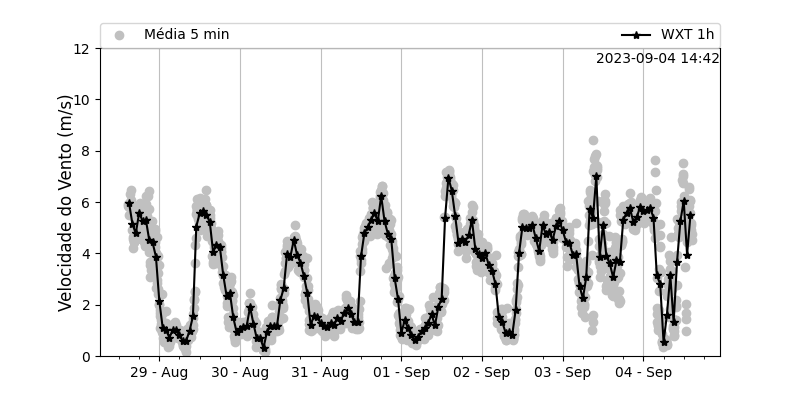 Média 5 min
WXT 1h
2023-09-04 14:42
Velocidade do Vento (m/s)
12
10
8
6
4
2
0
29 - Aug
30 - Aug
31 - Aug
01 - Sep
02 - Sep
03 - Sep
04 - Sep